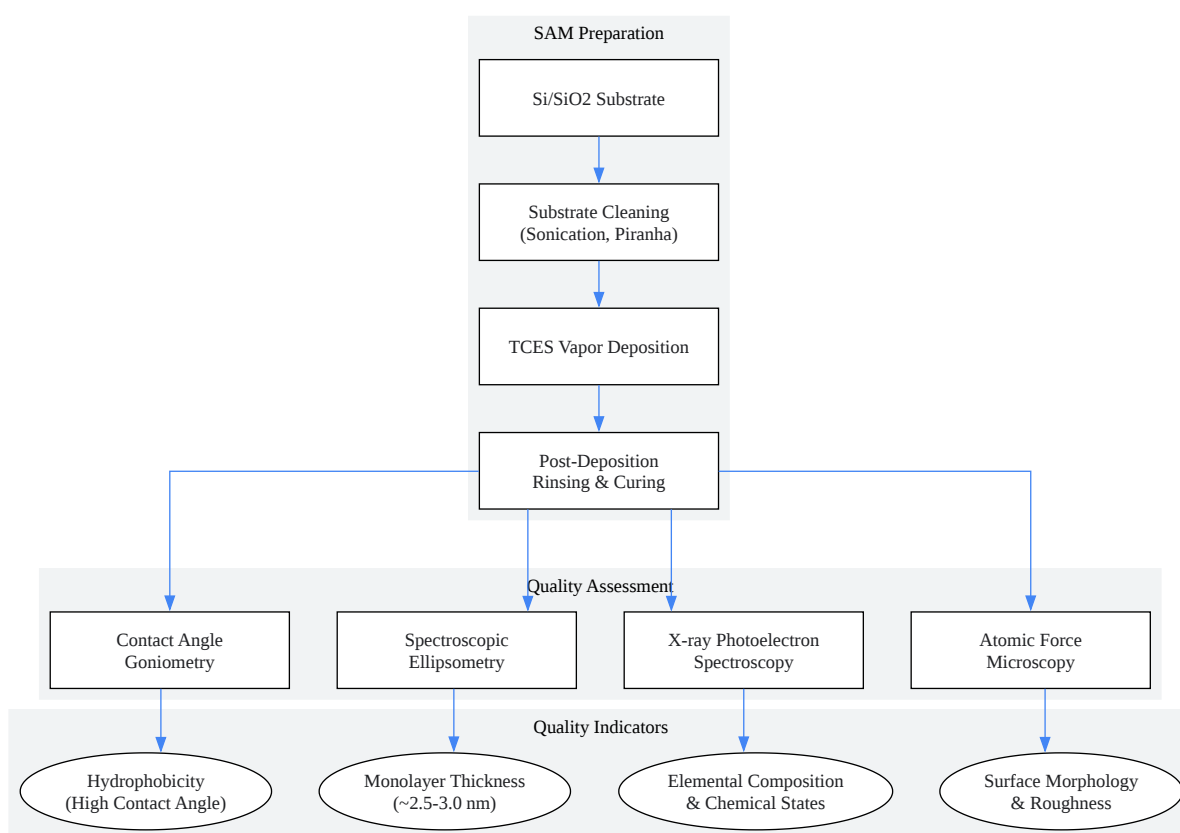 SAM Preparation
Si/SiO2 Substrate
Substrate Cleaning
(Sonication, Piranha)
TCES Vapor Deposition
Post-Deposition
Rinsing & Curing
Quality Assessment
Contact Angle
Goniometry
Spectroscopic
Ellipsometry
X-ray Photoelectron
Spectroscopy
Atomic Force
Microscopy
Quality Indicators
Hydrophobicity
(High Contact Angle)
Monolayer Thickness
(~2.5-3.0 nm)
Elemental Composition
& Chemical States
Surface Morphology
& Roughness